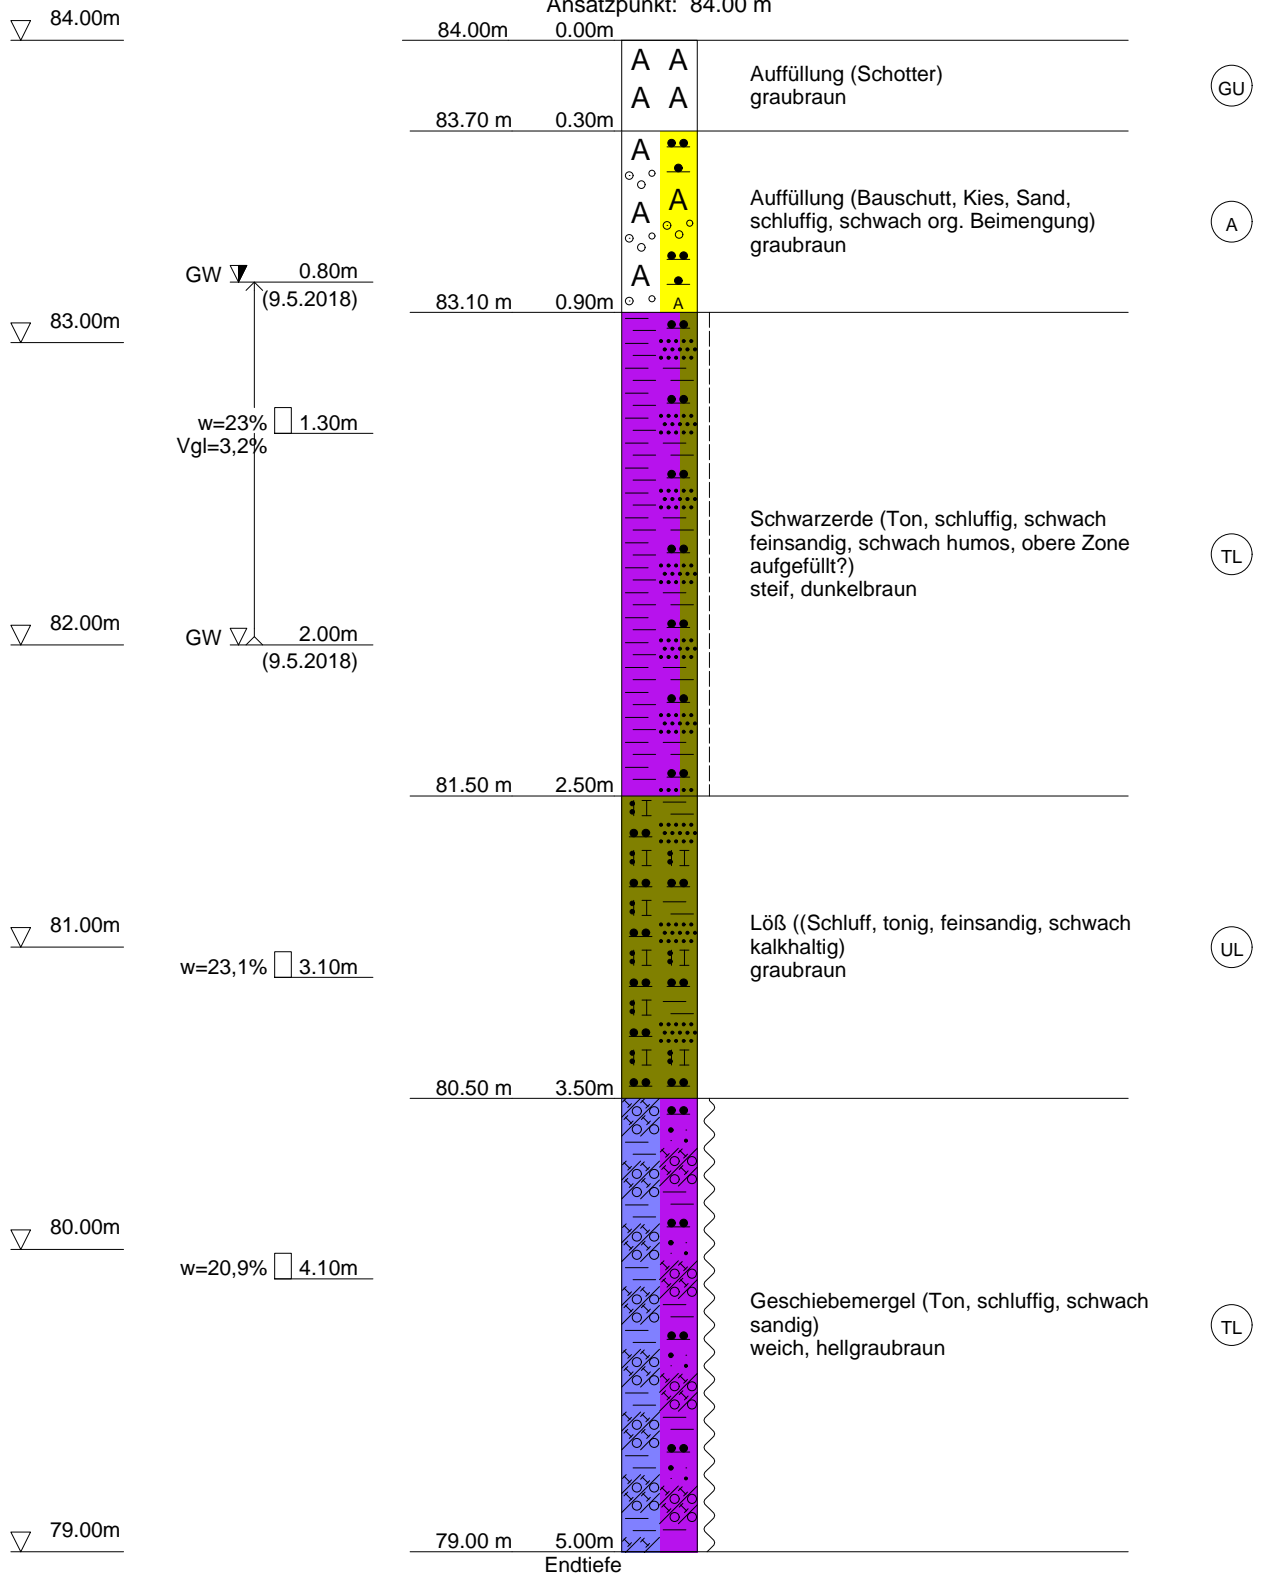 Ansatzpunkt: 84.00 m
84.00m
84.00m 0.00m
A A
A A
Auffüllung (Schotter)
graubraun
GU
83.70 m 0.30m
A
A
A
A
A
Auffüllung (Bauschutt, Kies, Sand,
schluffig, schwach org. Beimengung)
graubraun
A
GW 0.80m
(9.5.2018)
83.10 m 0.90m
83.00m
w=23% 1.30m
Vgl=3,2%
Schwarzerde (Ton, schluffig, schwach
feinsandig, schwach humos, obere Zone
aufgefüllt?)
steif, dunkelbraun
TL
82.00m
GW 2.00m
(9.5.2018)
81.50 m 2.50m
81.00m
w=23,1% 3.10m
Löß ((Schluff, tonig, feinsandig, schwach
kalkhaltig)
graubraun
UL
80.50 m 3.50m
80.00m
w=20,9% 4.10m
Geschiebemergel (Ton, schluffig, schwach
sandig)
weich, hellgraubraun
TL
79.00m
79.00 m 5.00m
Endtiefe